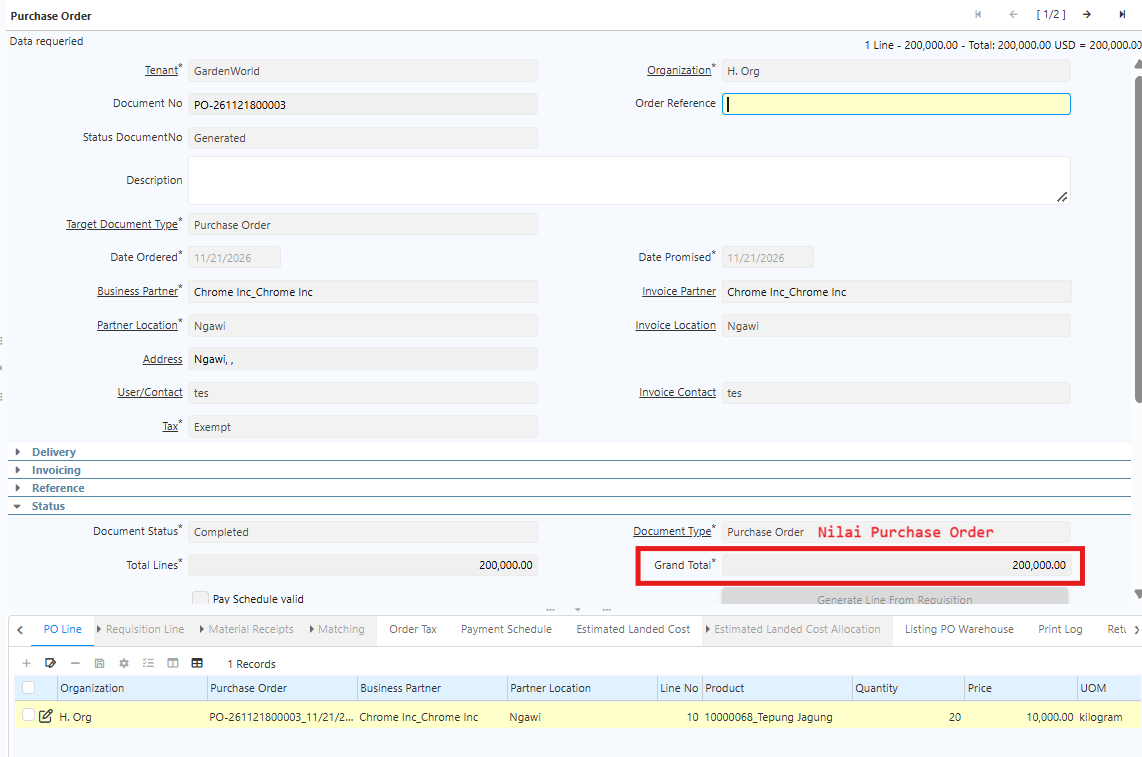 Purchase Order
[ 1/2 ]
Data requeried
1 Line - 200,000.00 - Total: 200,000.00 USD = 200,000.00
Tenant* GardenWorld Organization* H. Org
Document No PO-261121800003 Order Reference
Status DocumentNo Generated
Description
Target Document Type* Purchase Order
Date Ordered* 11/21/2026 Date Promised* 11/21/2026
Business Partner* Chrome Inc_Chrome Inc Invoice Partner Chrome Inc_Chrome Inc
Partner Location* Ngawi Invoice Location Ngawi
Address Ngawi, ,
User/Contact tes Invoice Contact tes
Tax* Exempt
Delivery
Invoicing
Reference
Status
Document Status* Completed Document Type* Purchase Order Nilai Purchase Order
Total Lines* 200,000.00 Grand Total* 200,000.00
Pay Schedule valid Generate Line From Requisition
PO Line Requisition Line Material Receipts Matching Order Tax Payment Schedule Estimated Landed Cost Estimated Landed Cost Allocation Listing PO Warehouse Print Log Retu
1 Records
Organization Purchase Order Business Partner Partner Location Line No Product Quantity Price UOM
H. Org PO-261121800003_11/21/2... Chrome Inc_Chrome Inc Ngawi 10 10000068_Tepung Jagung 20 10,000.00 kilogram